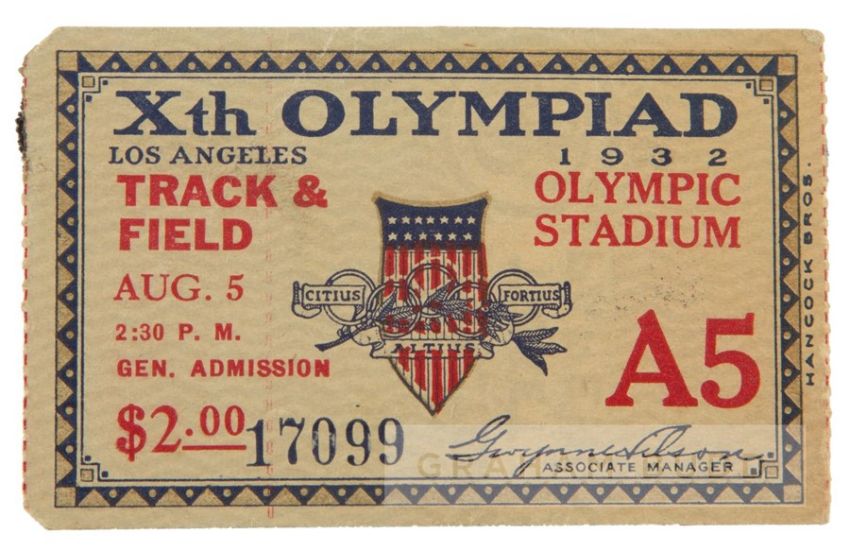 Xth OLYMPIAD
LOS ANGELES 1932
TRACK & FIELD
OLYMPIC STADIUM
AUG. 5
CITIUS FORTIUS
ALTIUS
2:30 P. M.
GEN. ADMISSION
A5
$2.00 17099
Gwynne Wilson
ASSOCIATE MANAGER
HANCOCK BROS.